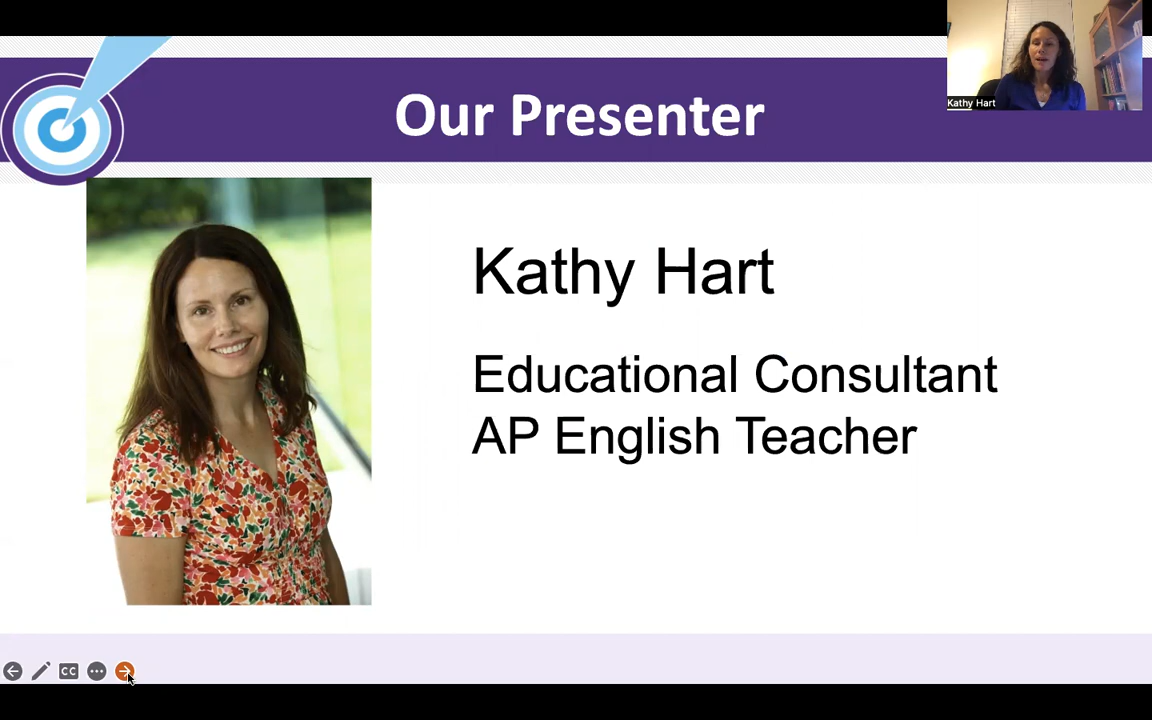 Our Presenter
Kathy Hart
Kathy Hart
Educational Consultant
AP English Teacher
CC